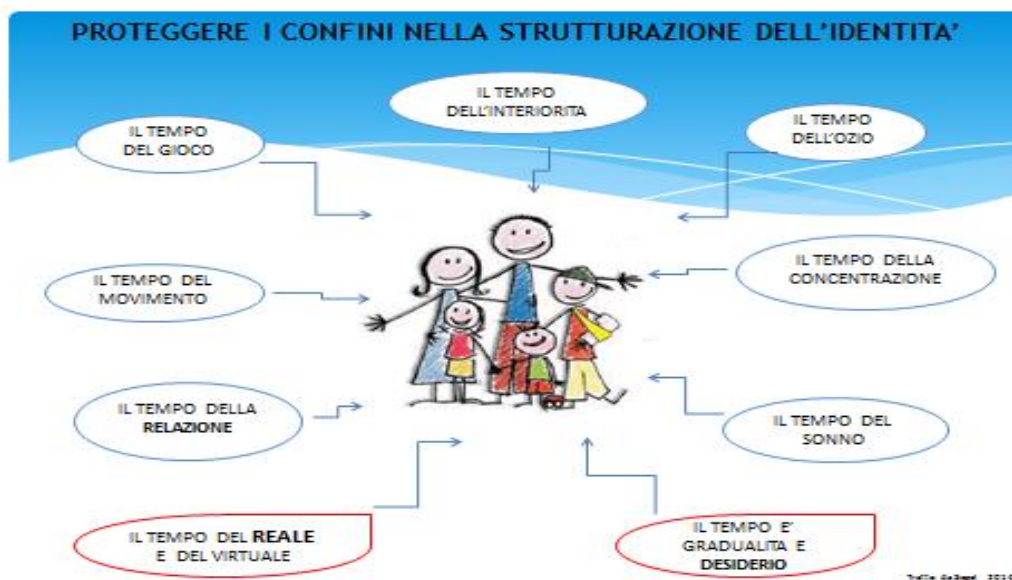 PROTEGGERE I CONFINI NELLA STRUTTURAZIONE DELL'IDENTITA'
IL TEMPO
DELL'INTERIORITA
IL TEMPO
DEL GIOCO
IL TEMPO
DELL'OZIO
IL TEMPO DEL
MOVIMENTO
IL TEMPO DELLA
CONCENTRAZIONE
IL TEMPO DELLA
RELAZIONE
IL TEMPO DEL
SONNO
IL TEMPO DEL REALE
E DEL VIRTUALE
IL TEMPO E'
GRADUALITA E
DESIDERIO